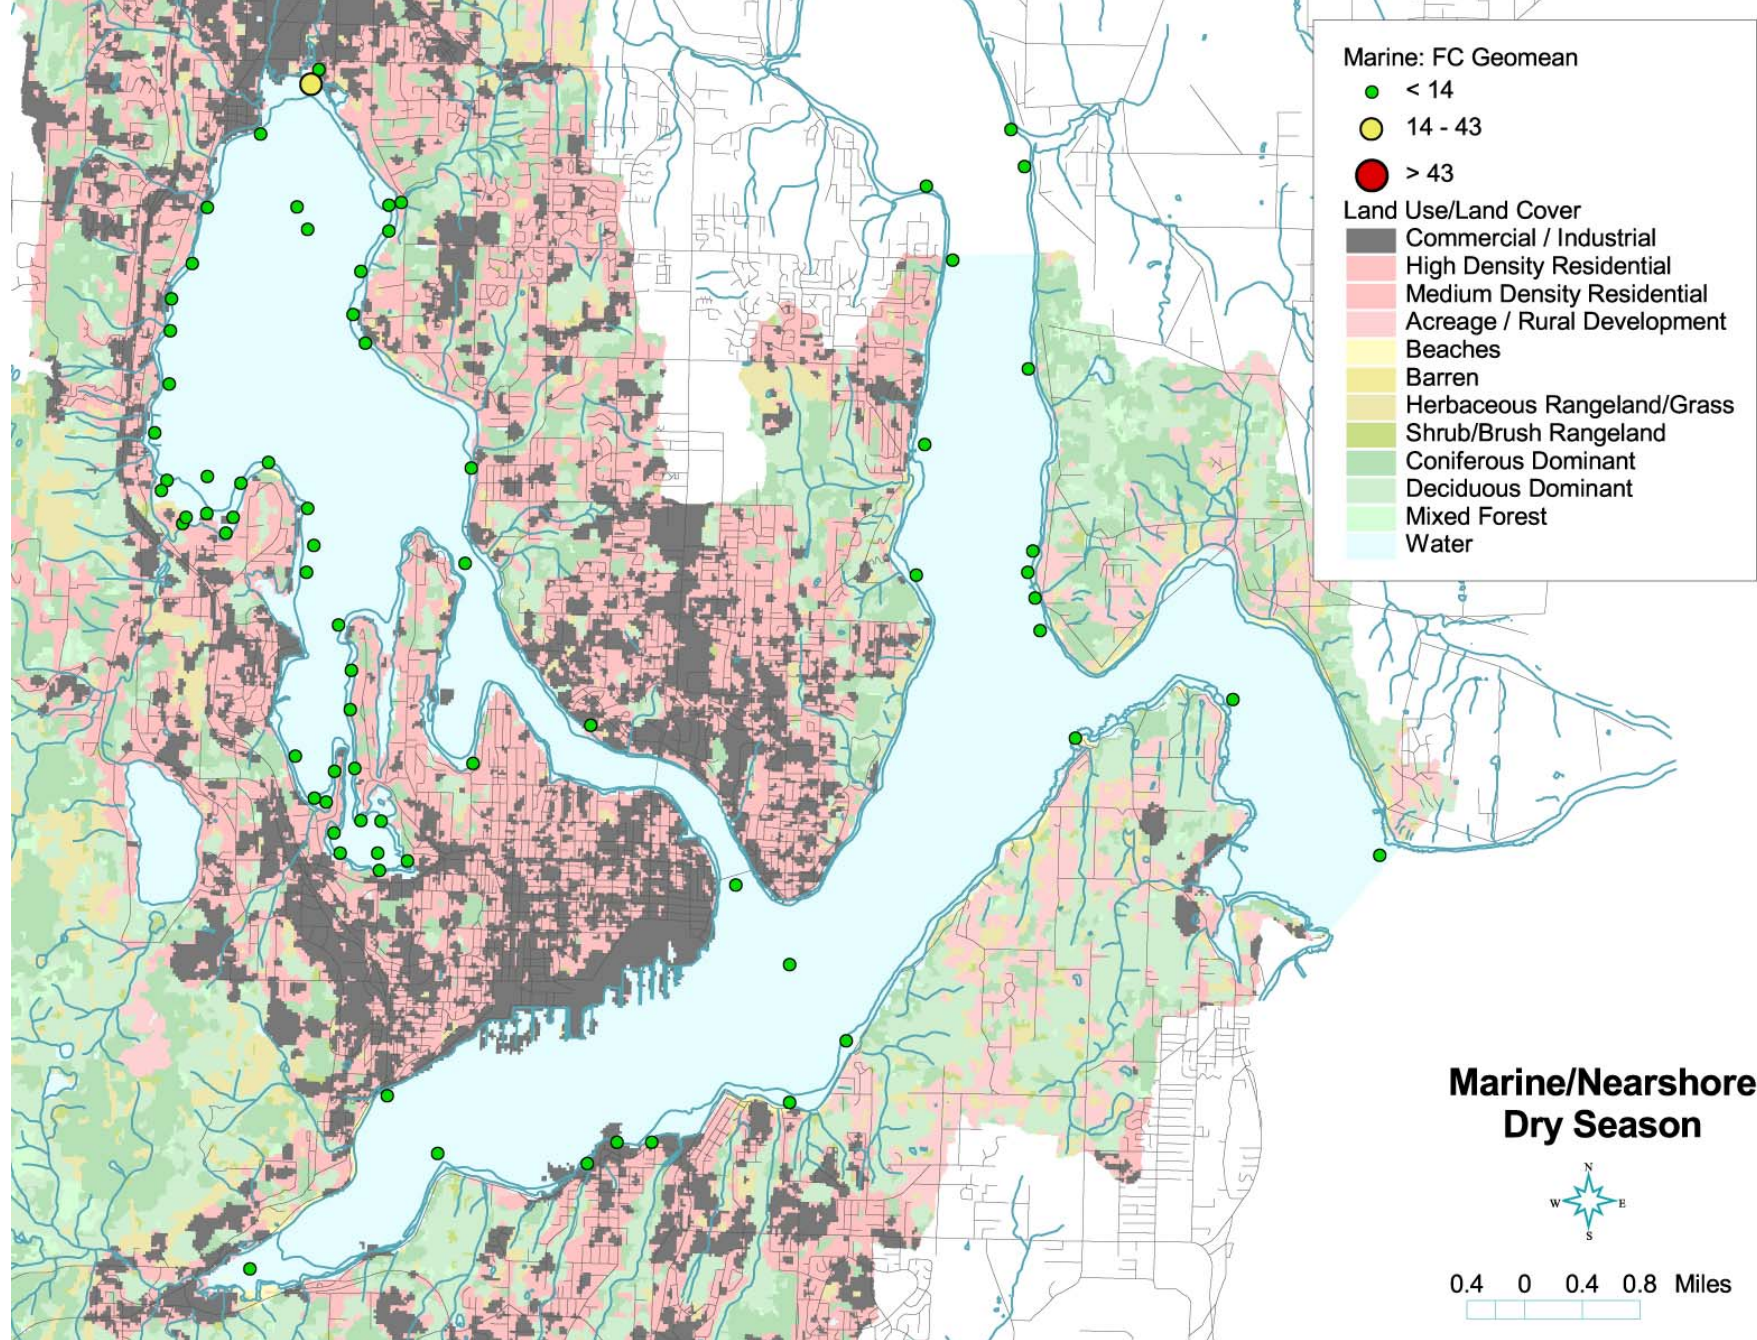 Marine: FC Geomean
< 14
14 - 43
> 43
Land Use/Land Cover
Commercial / Industrial
High Density Residential
Medium Density Residential
Acreage / Rural Development
Beaches
Barren
Herbaceous Rangeland/Grass
Shrub/Brush Rangeland
Coniferous Dominant
Deciduous Dominant
Mixed Forest
Water
Marine/Nearshore
Dry Season
N
W E
S
0.4 0 0.4 0.8 Miles